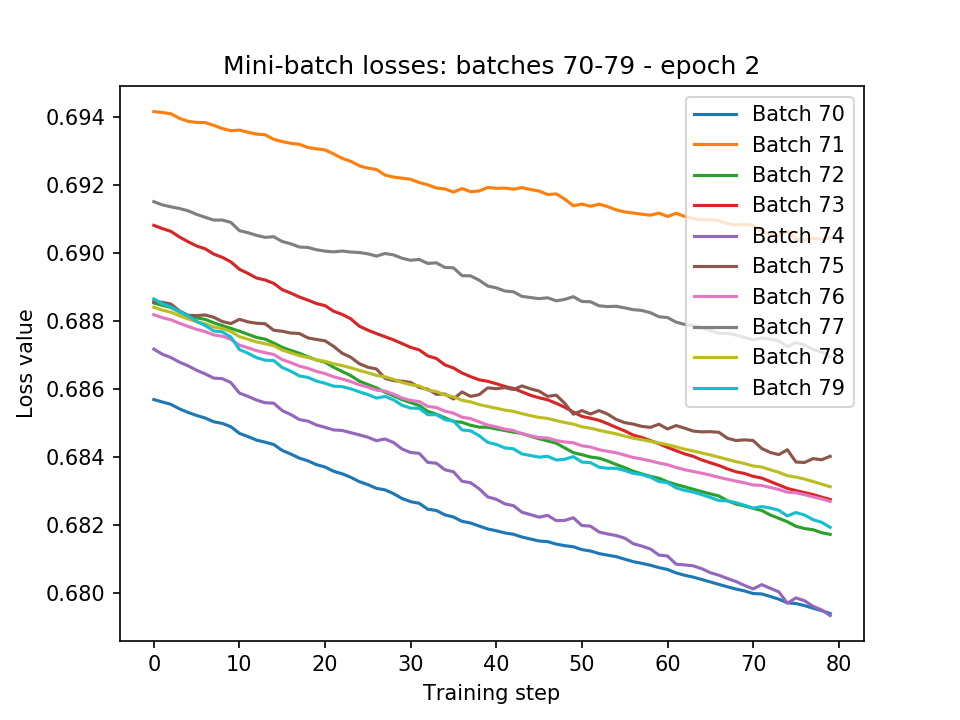 Mini-batch losses: batches 70-79 - epoch 2
0.694
0.692
0.690
0.688
0.686
0.684
0.682
0.680
Loss value
0
10
20
30
40
50
60
70
80
Training step
Batch 70
Batch 71
Batch 72
Batch 73
Batch 74
Batch 75
Batch 76
Batch 77
Batch 78
Batch 79